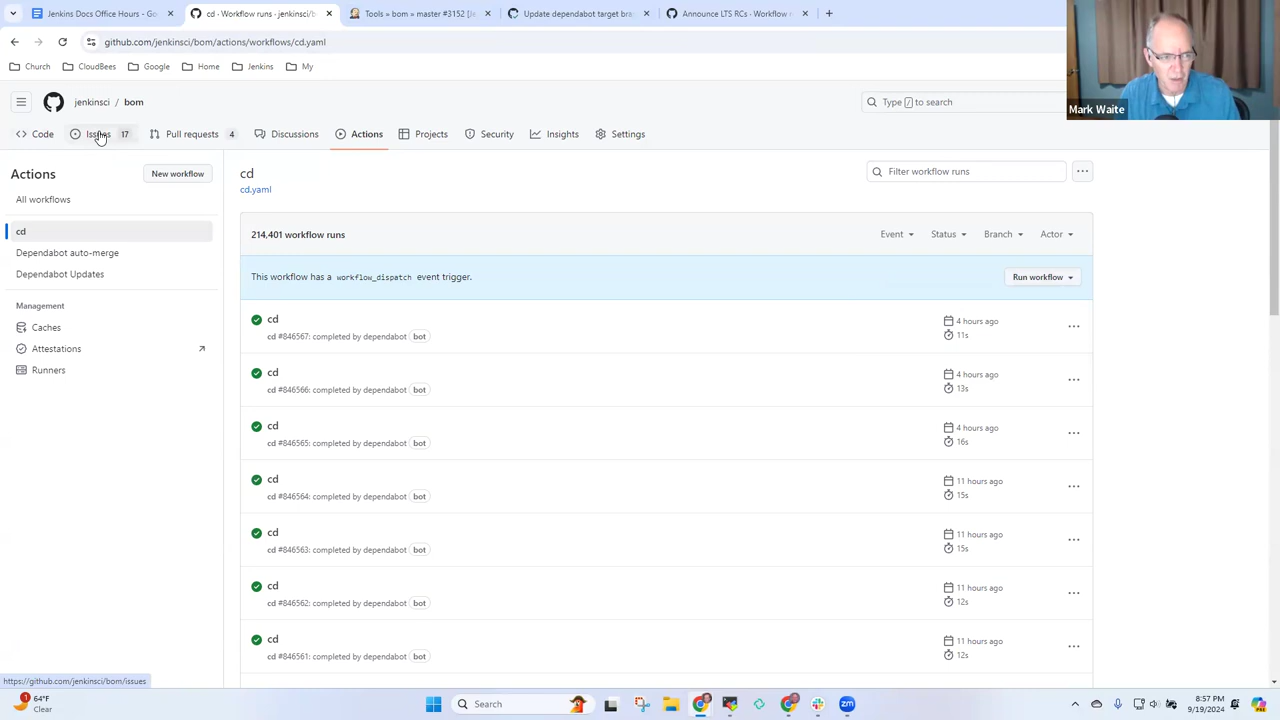 Jenkins Docs Office Hours - G
cd · Workflow runs · jenkinsci/b
Tools » bom » master #3152 [Je
Update dependabot target bra
Announce LTS RCs · Workflow r
github.com/jenkinsci/bom/actions/workflows/cd.yaml
Church
CloudBees
Google
Home
Jenkins
My
jenkinsci / bom
Type / to search
Mark Waite
Code
Issues 17
Pull requests 4
Discussions
Actions
Projects
Security
Insights
Settings
Actions
New workflow
All workflows
cd
Dependabot auto-merge
Dependabot Updates
Management
Caches
Attestations
Runners
cd
cd.yaml
Filter workflow runs
214,401 workflow runs
Event
Status
Branch
Actor
This workflow has a workflow_dispatch event trigger.
Run workflow
cd
cd #846567: completed by dependabot bot
4 hours ago
11s
cd
cd #846566: completed by dependabot bot
4 hours ago
13s
cd
cd #846565: completed by dependabot bot
4 hours ago
16s
cd
cd #846564: completed by dependabot bot
11 hours ago
15s
cd
cd #846563: completed by dependabot bot
11 hours ago
15s
cd
cd #846562: completed by dependabot bot
11 hours ago
12s
cd
cd #846561: completed by dependabot bot
11 hours ago
12s
https://github.com/jenkinsci/bom/issues
1
64°F
Clear
Search
zm
8:57 PM
9/19/2024